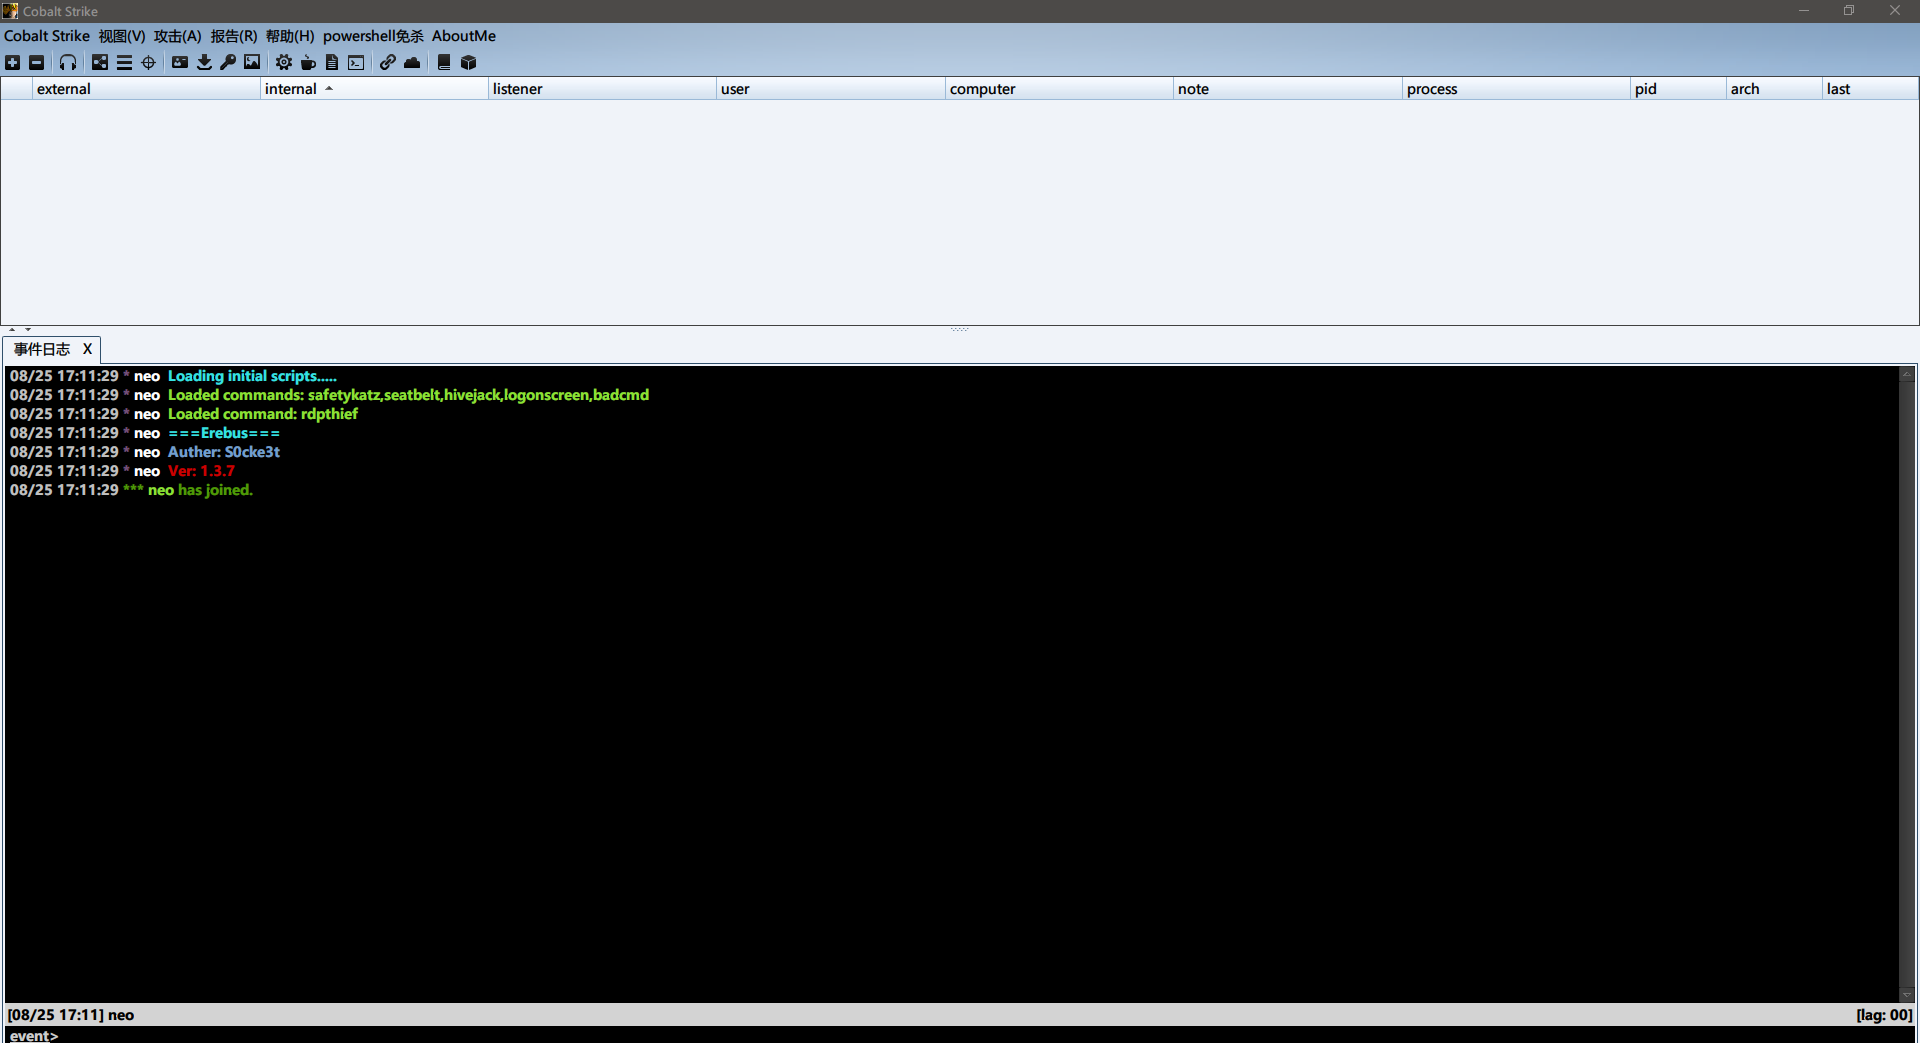 Cobalt Strike
Cobalt Strike 视图(V) 攻击(A) 报告(R) 帮助(H) powershell免杀 AboutMe
external internal listener user computer note process pid arch last
事件日志 X
08/25 17:11:29 * neo Loading initial scripts.....
08/25 17:11:29 * neo Loaded commands: safetykatz,seatbelt,hivejack,logonscreen,badcmd
08/25 17:11:29 * neo Loaded command: rdpthief
08/25 17:11:29 * neo ===Erebus===
08/25 17:11:29 * neo Auther: S0cke3t
08/25 17:11:29 * neo Ver: 1.3.7
08/25 17:11:29 *** neo has joined.
[08/25 17:11] neo [lag: 00]
event>